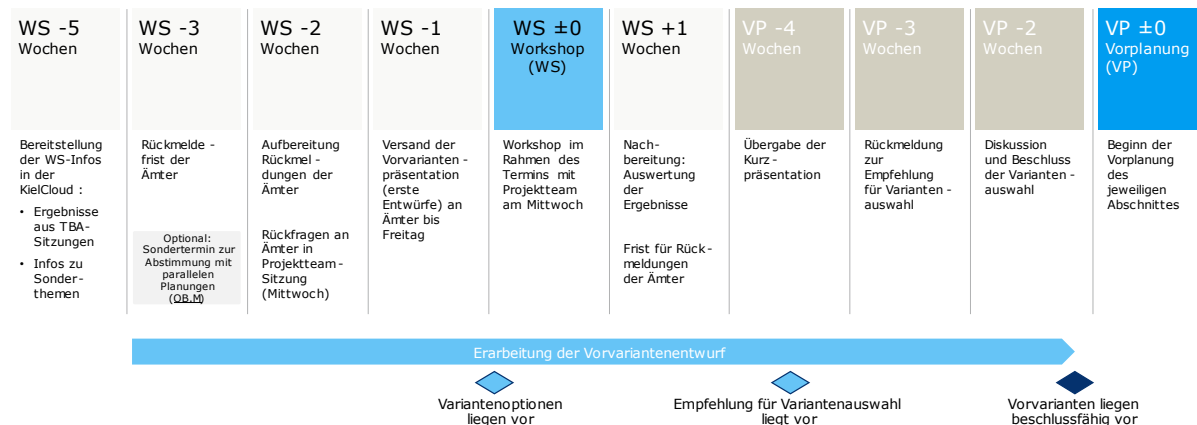 WS -5
Wochen
WS -3
Wochen
WS -2
Wochen
WS -1
Wochen
WS ±0
Workshop
(WS)
WS +1
Wochen
VP -4
Wochen
VP -3
Wochen
VP -2
Wochen
VP ±0
Vorplanung
(VP)
Bereitstellung
der WS-Infos
in der
KielCloud :
• Ergebnisse
aus TBA-
Sitzungen
• Infos zu
Sonder-
themen
Rückmelde -
frist der
Ämter
Optional:
Sondertermin zur
Abstimmung mit
parallelen
Planungen
(OB.M)
Aufbereitung
Rückmel -
dungen der
Ämter
Rückfragen an
Ämter in
Projektteam -
Sitzung
(Mittwoch)
Versand der
Vorvarianten -
präsentation
(erste
Entwürfe) an
Ämter bis
Freitag
Workshop im
Rahmen des
Termins mit
Projektteam
am Mittwoch
Nach-
bereitung:
Auswertung
der
Ergebnisse
Frist für Rück-
meldungen
der Ämter
Übergabe der
Kurz -
präsentation
Rückmeldung
zur
Empfehlung
für Varianten -
auswahl
Diskussion
und Beschluss
der Varianten -
auswahl
Beginn der
Vorplanung
des
jeweiligen
Abschnittes
Erarbeitung der Vorvariantenentwurf
Variantenoptionen
liegen vor
Empfehlung für Variantenauswahl
liegt vor
Vorvarianten liegen
beschlussfähig vor